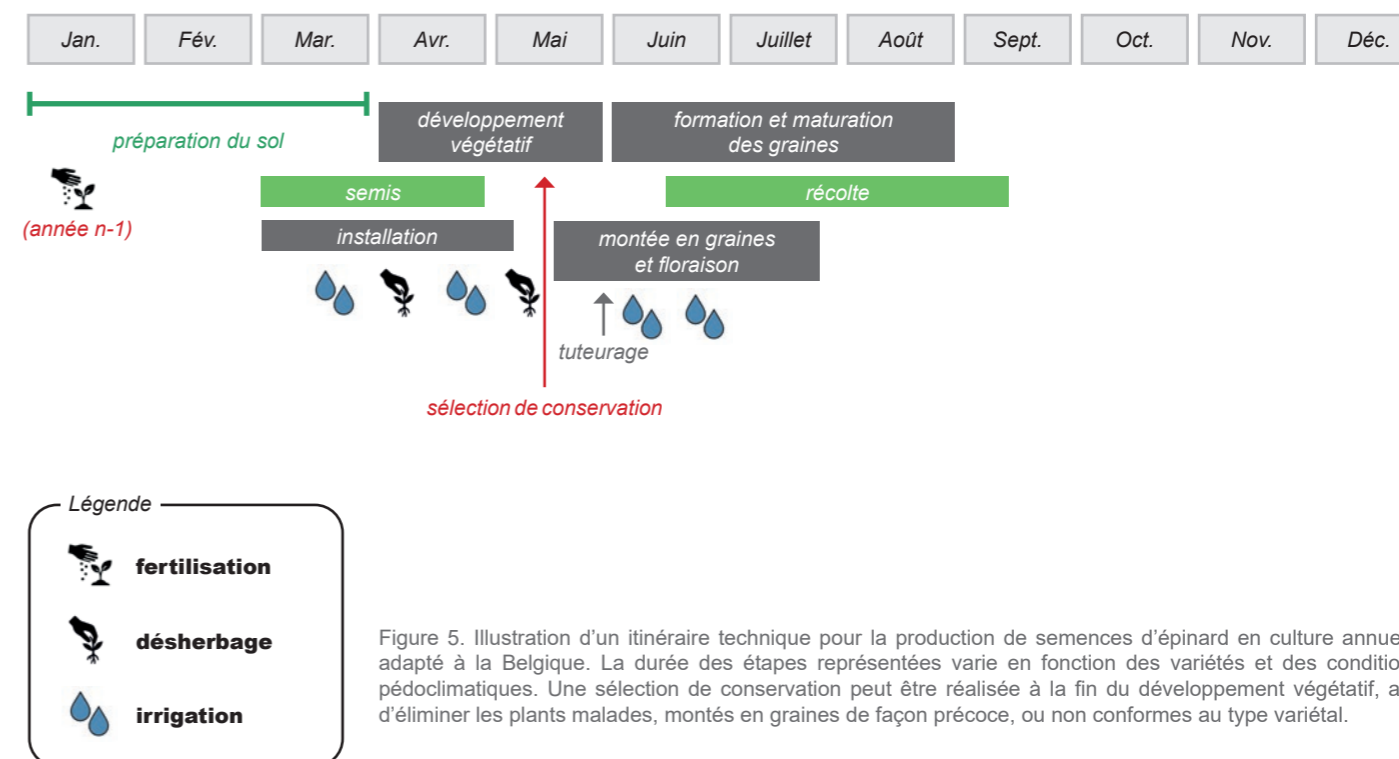 Jan. Fév. Mar. Avr. Mai Juin Juillet Août Sept. Oct. Nov. Déc.
préparation du sol
développement
végétatif
formation et maturation
des graines
semis
récolte
(année n-1)
installation
montée en graines
et floraison
tuteurage
sélection de conservation
Légende
fertilisation
désherbage
irrigation
Figure 5. Illustration d'un itinéraire technique pour la production de semences d'épinard en culture annue
adapté à la Belgique. La durée des étapes représentées varie en fonction des variétés et des conditio
pédoclimatiques. Une sélection de conservation peut être réalisée à la fin du développement végétatif, a
d'éliminer les plants malades, montés en graines de façon précoce, ou non conformes au type variétal.